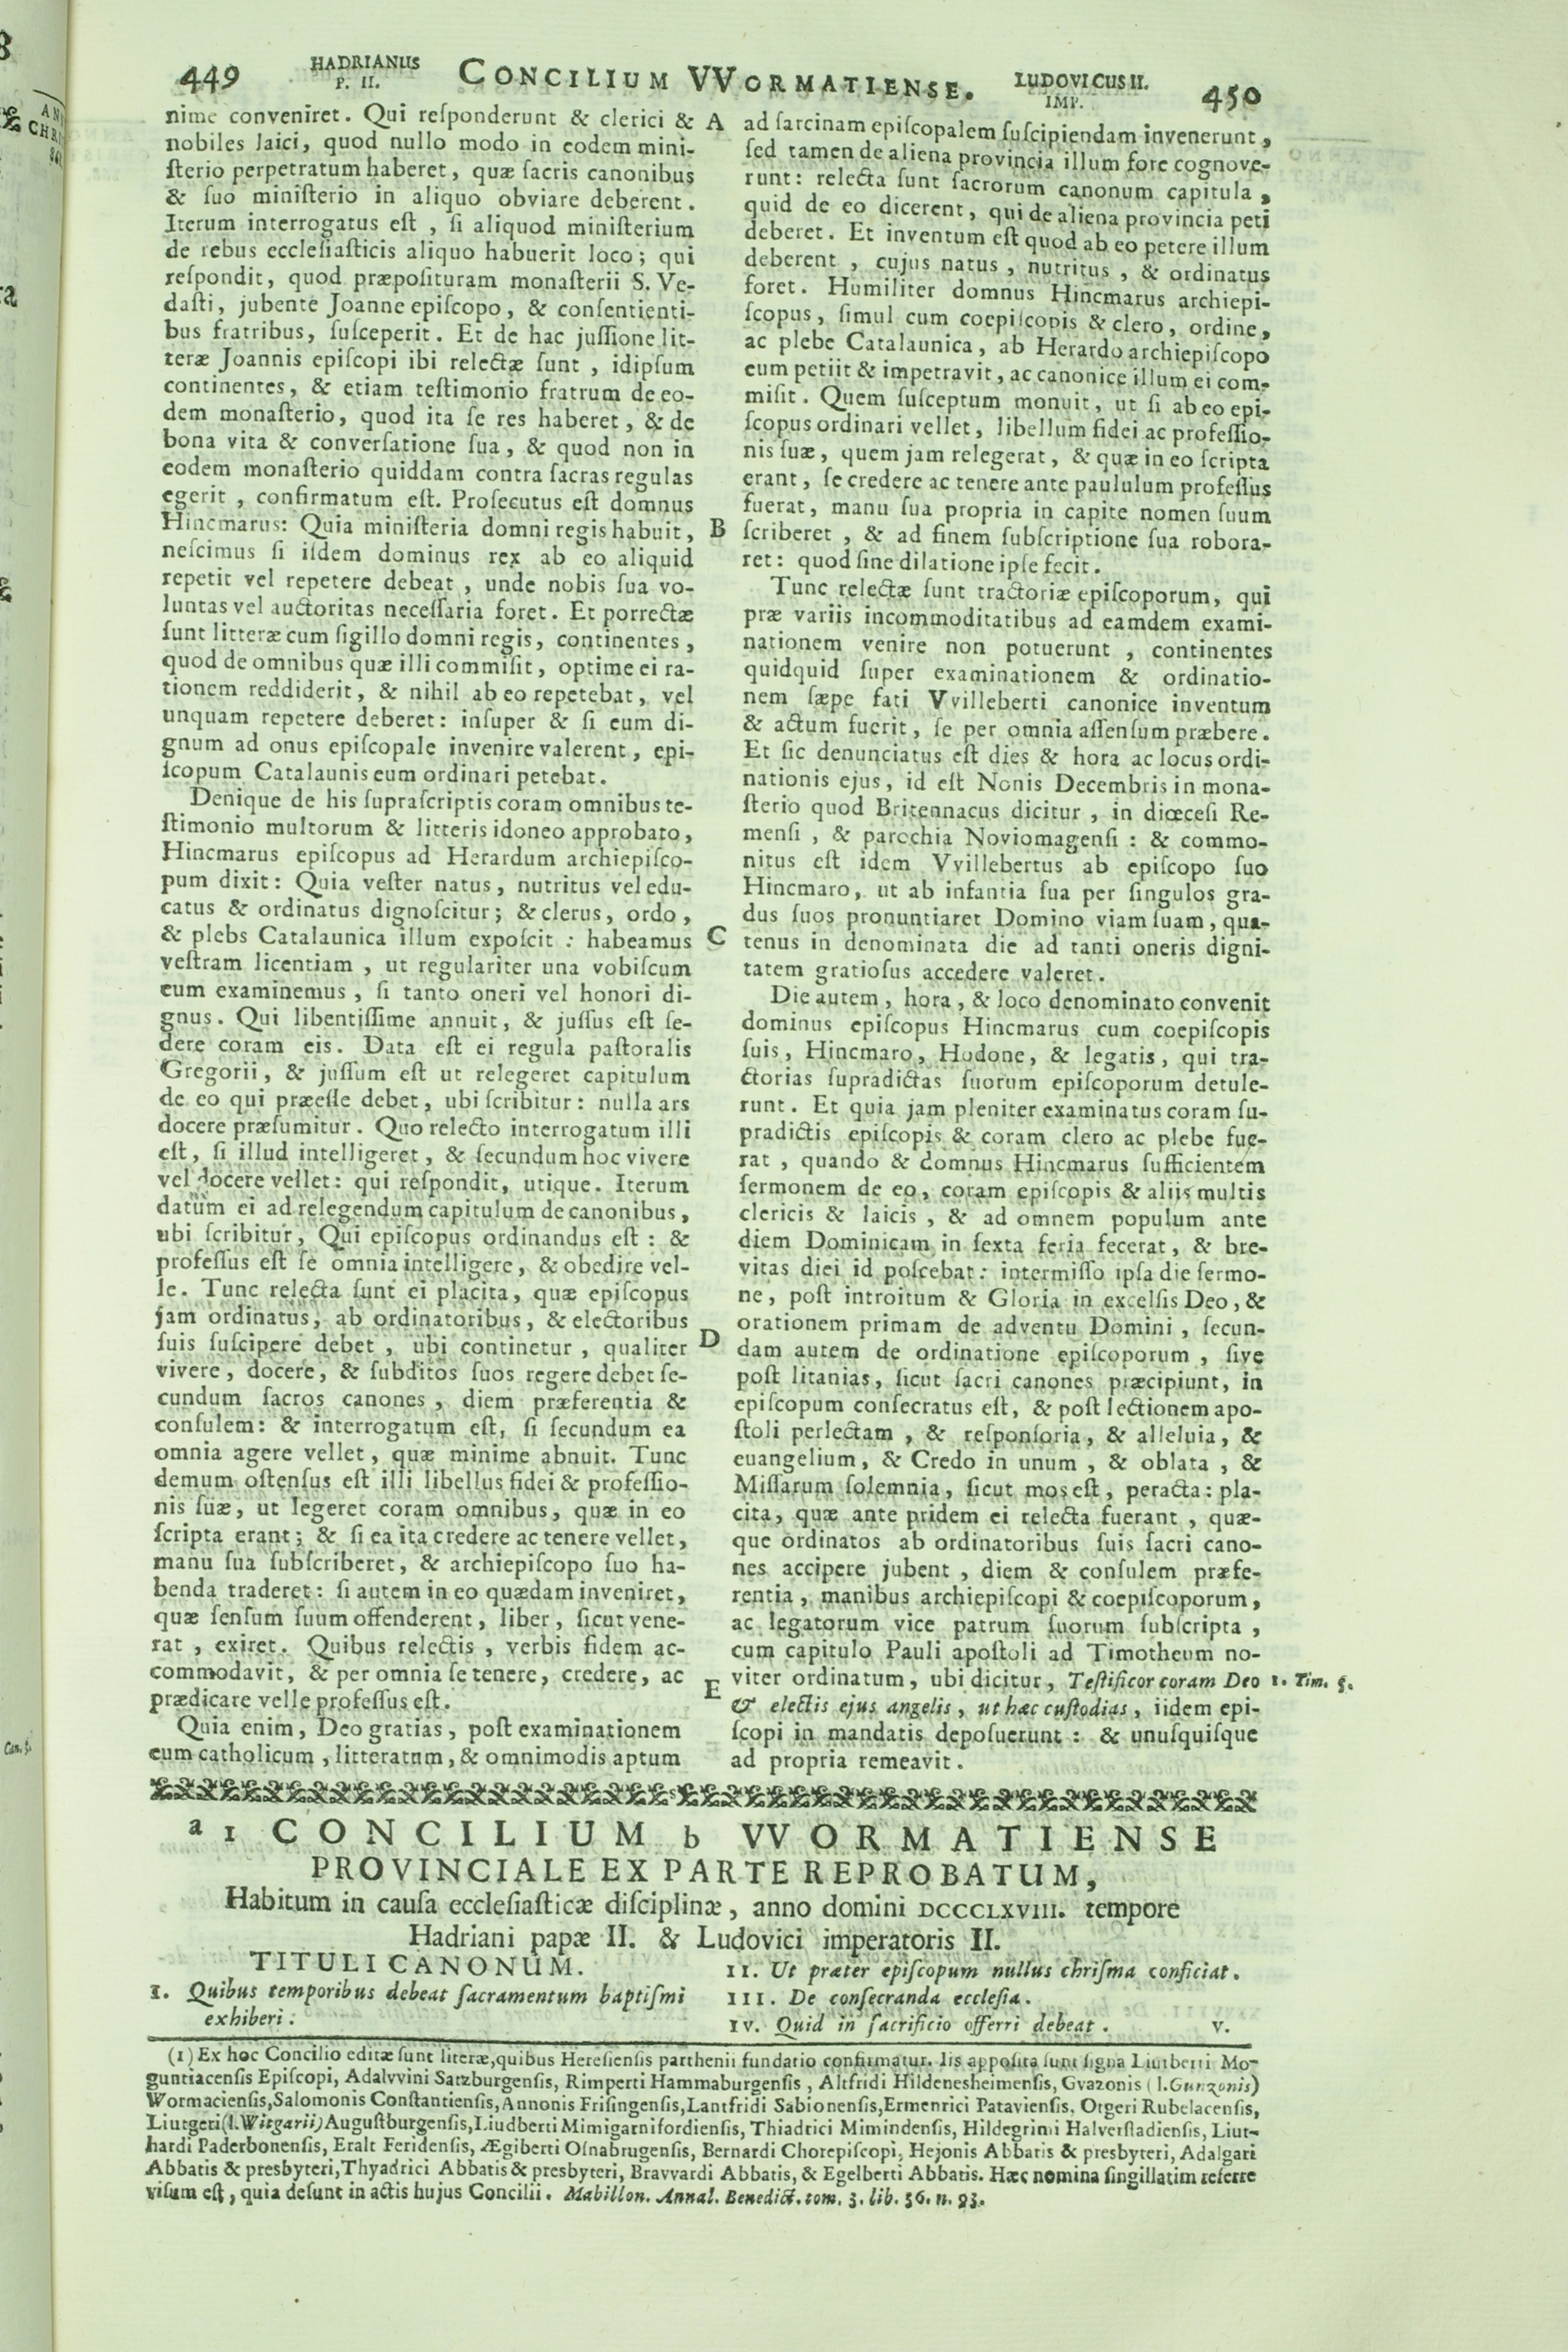 449
HADRIANUS
P. II.
CONCILIUM VVORMATIENSE.
LUDOVICUS II.
IMP.
450
nime conveniret. Qui reſponderunt & clerici &
nobiles laici, quod nullo modo in eodem mini-
ſterio perpetratum haberet, quæ ſacris canonibus
& ſuo miniſterio in aliquo obviare deberent.
Iterum interrogatus eſt, ſi aliquod miniſterium
de rebus eccleſiaſticis aliquo habuerit loco; qui
reſpondit, quod præpoſituram monaſterii S. Ve-
daſti, jubente Joanne epiſcopo, & conſentienti-
bus fratribus, ſuſceperit. Et de hac juſſione lit-
teræ Joannis epiſcopi ibi relectæ ſunt, idipſum
continentes, & etiam teſtimonio fratrum de eo-
dem monaſterio, quod ita ſe res haberet, & de
bona vita & converſatione ſua, & quod non in
eodem monaſterio quiddam contra ſacras regulas
egerit, confirmatum eſt. Proſecutus eſt domnus
Hincmarus: Quia miniſteria domni regis habuit,
neſcimus ſi iſdem dominus rex ab eo aliquid
repetit vel repetere debeat, unde nobis ſua vo-
luntas vel auctoritas neceſſaria foret. Et porrectæ
ſunt litteræ cum ſigillo domni regis, continentes,
quod de omnibus quæ illi commiſit, optime ei ra-
tionem reddiderit, & nihil ab eo repetebat, vel
unquam repetere deberet: inſuper & ſi eum di-
gnum ad onus epiſcopale invenire valerent, epi-
ſcopum Catalaunis eum ordinari petebat.
Denique de his ſupraſcriptis coram omnibus te-
ſtimonio multorum & litteris idoneo approbato,
Hincmarus epiſcopus ad Herardum archiepiſco-
pum dixit: Quia veſter natus, nutritus vel edu-
catus & ordinatus dignoſcitur; & clerus, ordo,
& plebs Catalaunica illum expoſcit: habeamus
veſtram licentiam, ut regulariter una vobiſcum
eum examinemus, ſi tanto oneri vel honori di-
gnus. Qui libentiſſime annuit, & juſſus eſt ſe-
dere coram eis. Data eſt ei regula paſtoralis
Gregorii, & juſſum eſt ut relegeret capitulum
de eo qui præeſſe debet, ubi ſcribitur: nulla ars
docere præſumitur. Quo relecto interrogatum illi
eſt, ſi illud intelligeret, & ſecundum hoc vivere
vel docere vellet: qui reſpondit, utique. Iterum
datum ei ad relegendum capitulum de canonibus,
ubi ſcribitur, Qui epiſcopus ordinandus eſt: &
profeſſus eſt ſe omnia intelligere, & obedire vel-
le. Tunc relecta ſunt ei placita, quæ epiſcopus
jam ordinatus, ab ordinatoribus, & electoribus
ſuis ſuſcipere debet, ubi continetur, qualiter
vivere, docere, & ſubditos ſuos regere debet ſe-
cundum ſacros canones, diem præferentia &
conſulem: & interrogatum eſt, ſi ſecundum ea
omnia agere vellet, quæ minime abnuit. Tunc
demum oſtenſus eſt illi libellus fidei & profeſſio-
nis ſuæ, ut legeret coram omnibus, quæ in eo
ſcripta erant; & ſi ea ita credere ac tenere vellet,
manu ſua ſubſcriberet, & archiepiſcopo ſuo ha-
benda traderet: ſi autem in eo quædam inveniret,
quæ ſenſum ſuum offenderent, liber, ſicut vene-
rat, exiret. Quibus relectis, verbis fidem ac-
commodavit, & per omnia ſe tenere, credere, ac
prædicare velle profeſſus eſt.
Quia enim, Deo gratias, poſt examinationem
eum catholicum, litteratum, & omnimodis aptum
A
B
C
D
E
ad ſarcinam epiſcopalem ſuſcipiendam invenerunt,
ſed tamen de aliena provincia illum fore cognove-
runt: relecta ſunt ſacrorum canonum capitula,
quid de eo dicerent, qui de aliena provincia peti
deberet. Et inventum eſt quod ab eo petere illum
deberent, cujus natus, nutritus, & ordinatus
foret. Humiliter domnus Hincmarus archiepi-
ſcopus, ſimul cum coepiſcopis & clero, ordine,
ac plebe Catalaunica, ab Herardo archiepiſcopo
eum petiit & impetravit, ac canonice illum ei com-
miſit. Quem ſuſceptum monuit, ut ſi ab eo epi-
ſcopus ordinari vellet, libellum fidei ac profeſſio-
nis ſuæ, quem jam relegerat, & quæ in eo ſcripta
erant, ſe credere ac tenere ante paululum profeſſus
fuerat, manu ſua propria in capite nomen ſuum
ſcriberet, & ad finem ſubſcriptione ſua robora-
ret: quod ſine dilatione ipſe fecit.
Tunc relectæ ſunt tractoriæ epiſcoporum, qui
præ variis incommoditatibus ad eamdem exami-
nationem venire non potuerunt, continentes
quidquid ſuper examinationem & ordinatio-
nem ſæpe fati Vvilleberti canonice inventum
& actum fuerit, ſe per omnia aſſenſum præbere.
Et ſic denunciatus eſt dies & hora ac locus ordi-
nationis ejus, id eſt Nonis Decembris in mona-
ſterio quod Britennacus dicitur, in diœceſi Re-
menſi, & parochia Noviomagenſi: & commo-
nitus eſt idem Vvillebertus ab epiſcopo ſuo
Hincmaro, ut ab infantia ſua per ſingulos gra-
dus ſuos pronuntiaret Domino viam ſuam, qua-
tenus in denominata die ad tanti oneris digni-
tatem gratioſus accedere valeret.
Die autem, hora, & loco denominato convenit
dominus epiſcopus Hincmarus cum coepiſcopis
ſuis, Hincmaro, Hodone, & legatis, qui tra-
ctorias ſupradictas ſuorum epiſcoporum detule-
runt. Et quia jam pleniter examinatus coram ſu-
pradictis epiſcopis & coram clero ac plebe fue-
rat, quando & domnus Hincmarus ſufficientem
ſermonem de eo, coram epiſcopis & aliis multis
clericis & laicis, & ad omnem populum ante
diem Dominicam in ſexta feria fecerat, & bre-
vitas diei id poſcebat: intermiſſo ipſa die ſermo-
ne, poſt introitum & Gloria in excelſis Deo, &
orationem primam de adventu Domini, ſecun-
dam autem de ordinatione epiſcoporum, ſive
poſt litanias, ſicut ſacri canones præcipiunt, in
epiſcopum conſecratus eſt, & poſt lectionem apo-
ſtoli perlectam, & reſponſoria, & alleluia, &
euangelium, & Credo in unum, & oblata, &
Miſſarum ſolemnia, ſicut mos eſt, peracta: pla-
cita, quæ ante pridem ei relecta fuerant, quæ-
que ordinatos ab ordinatoribus ſuis ſacri cano-
nes accipere jubent, diem & conſulem præfe-
rentia, manibus archiepiſcopi & coepiſcoporum,
ac legatorum vice patrum ſuorum ſubſcripta,
cum capitulo Pauli apoſtoli ad Timotheum no-
viter ordinatum, ubi dicitur, Teſtificor coram Deo
& electis ejus angelis, ut hæc cuſtodias, iidem epi-
ſcopi in mandatis depoſuerunt: & unuſquiſque
ad propria remeavit.
1. Tim. 5.
a 1 CONCILIUM b VVORMATIENSE
PROVINCIALE EX PARTE REPROBATUM,
Habitum in cauſa eccleſiaſticæ diſciplinæ, anno domini DCCCLXVIII. tempore
Hadriani papæ II. & Ludovici imperatoris II.
TITULI CANONUM.
I. Quibus temporibus debeat ſacramentum baptiſmi
exhiberi.
II. Ut præter epiſcopum nullus chriſma conficiat.
III. De conſecranda eccleſia.
IV. Quid in ſacrificio offerri debeat.
V.
(1) Ex hoc Concilio editæ ſunt literæ, quibus Hereſienſis parthenii fundatio confirmatur. Iis appoſita ſunt ſigna Liutberti Mo-
guntiacenſis Epiſcopi, Adalvvini Satzburgenſis, Rimperti Hammaburgenſis, Altfridi Hildenesheimenſis, Gvazonis (l. Gunzonis)
Wormacienſis, Salomonis Conſtantienſis, Annonis Friſingenſis, Lantfridi Sabionenſis, Ermenrici Patavienſis, Otgeri Rubelacenſis,
Liutgeri (l. Witgarii) Auguſtburgenſis, Liudberti Mimigarnifordienſis, Thiadrici Mimindenſis, Hildegrimi Halverſtadienſis, Liut-
hardi Paderbonenſis, Eralt Feridenſis, Ægiberti Oſnabrugenſis, Bernardi Chorepiſcopi, Hejonis Abbatis & presbyteri, Adalgari
Abbatis & presbyteri, Thyadrici Abbatis & presbyteri, Bravvardi Abbatis, & Egelberti Abbatis. Hæc nomina ſingillatim referre
viſum eſt, quia deſunt in actis hujus Concilii. Mabillon. Annal. Benedict. tom. 3. lib. 36. n. 93.